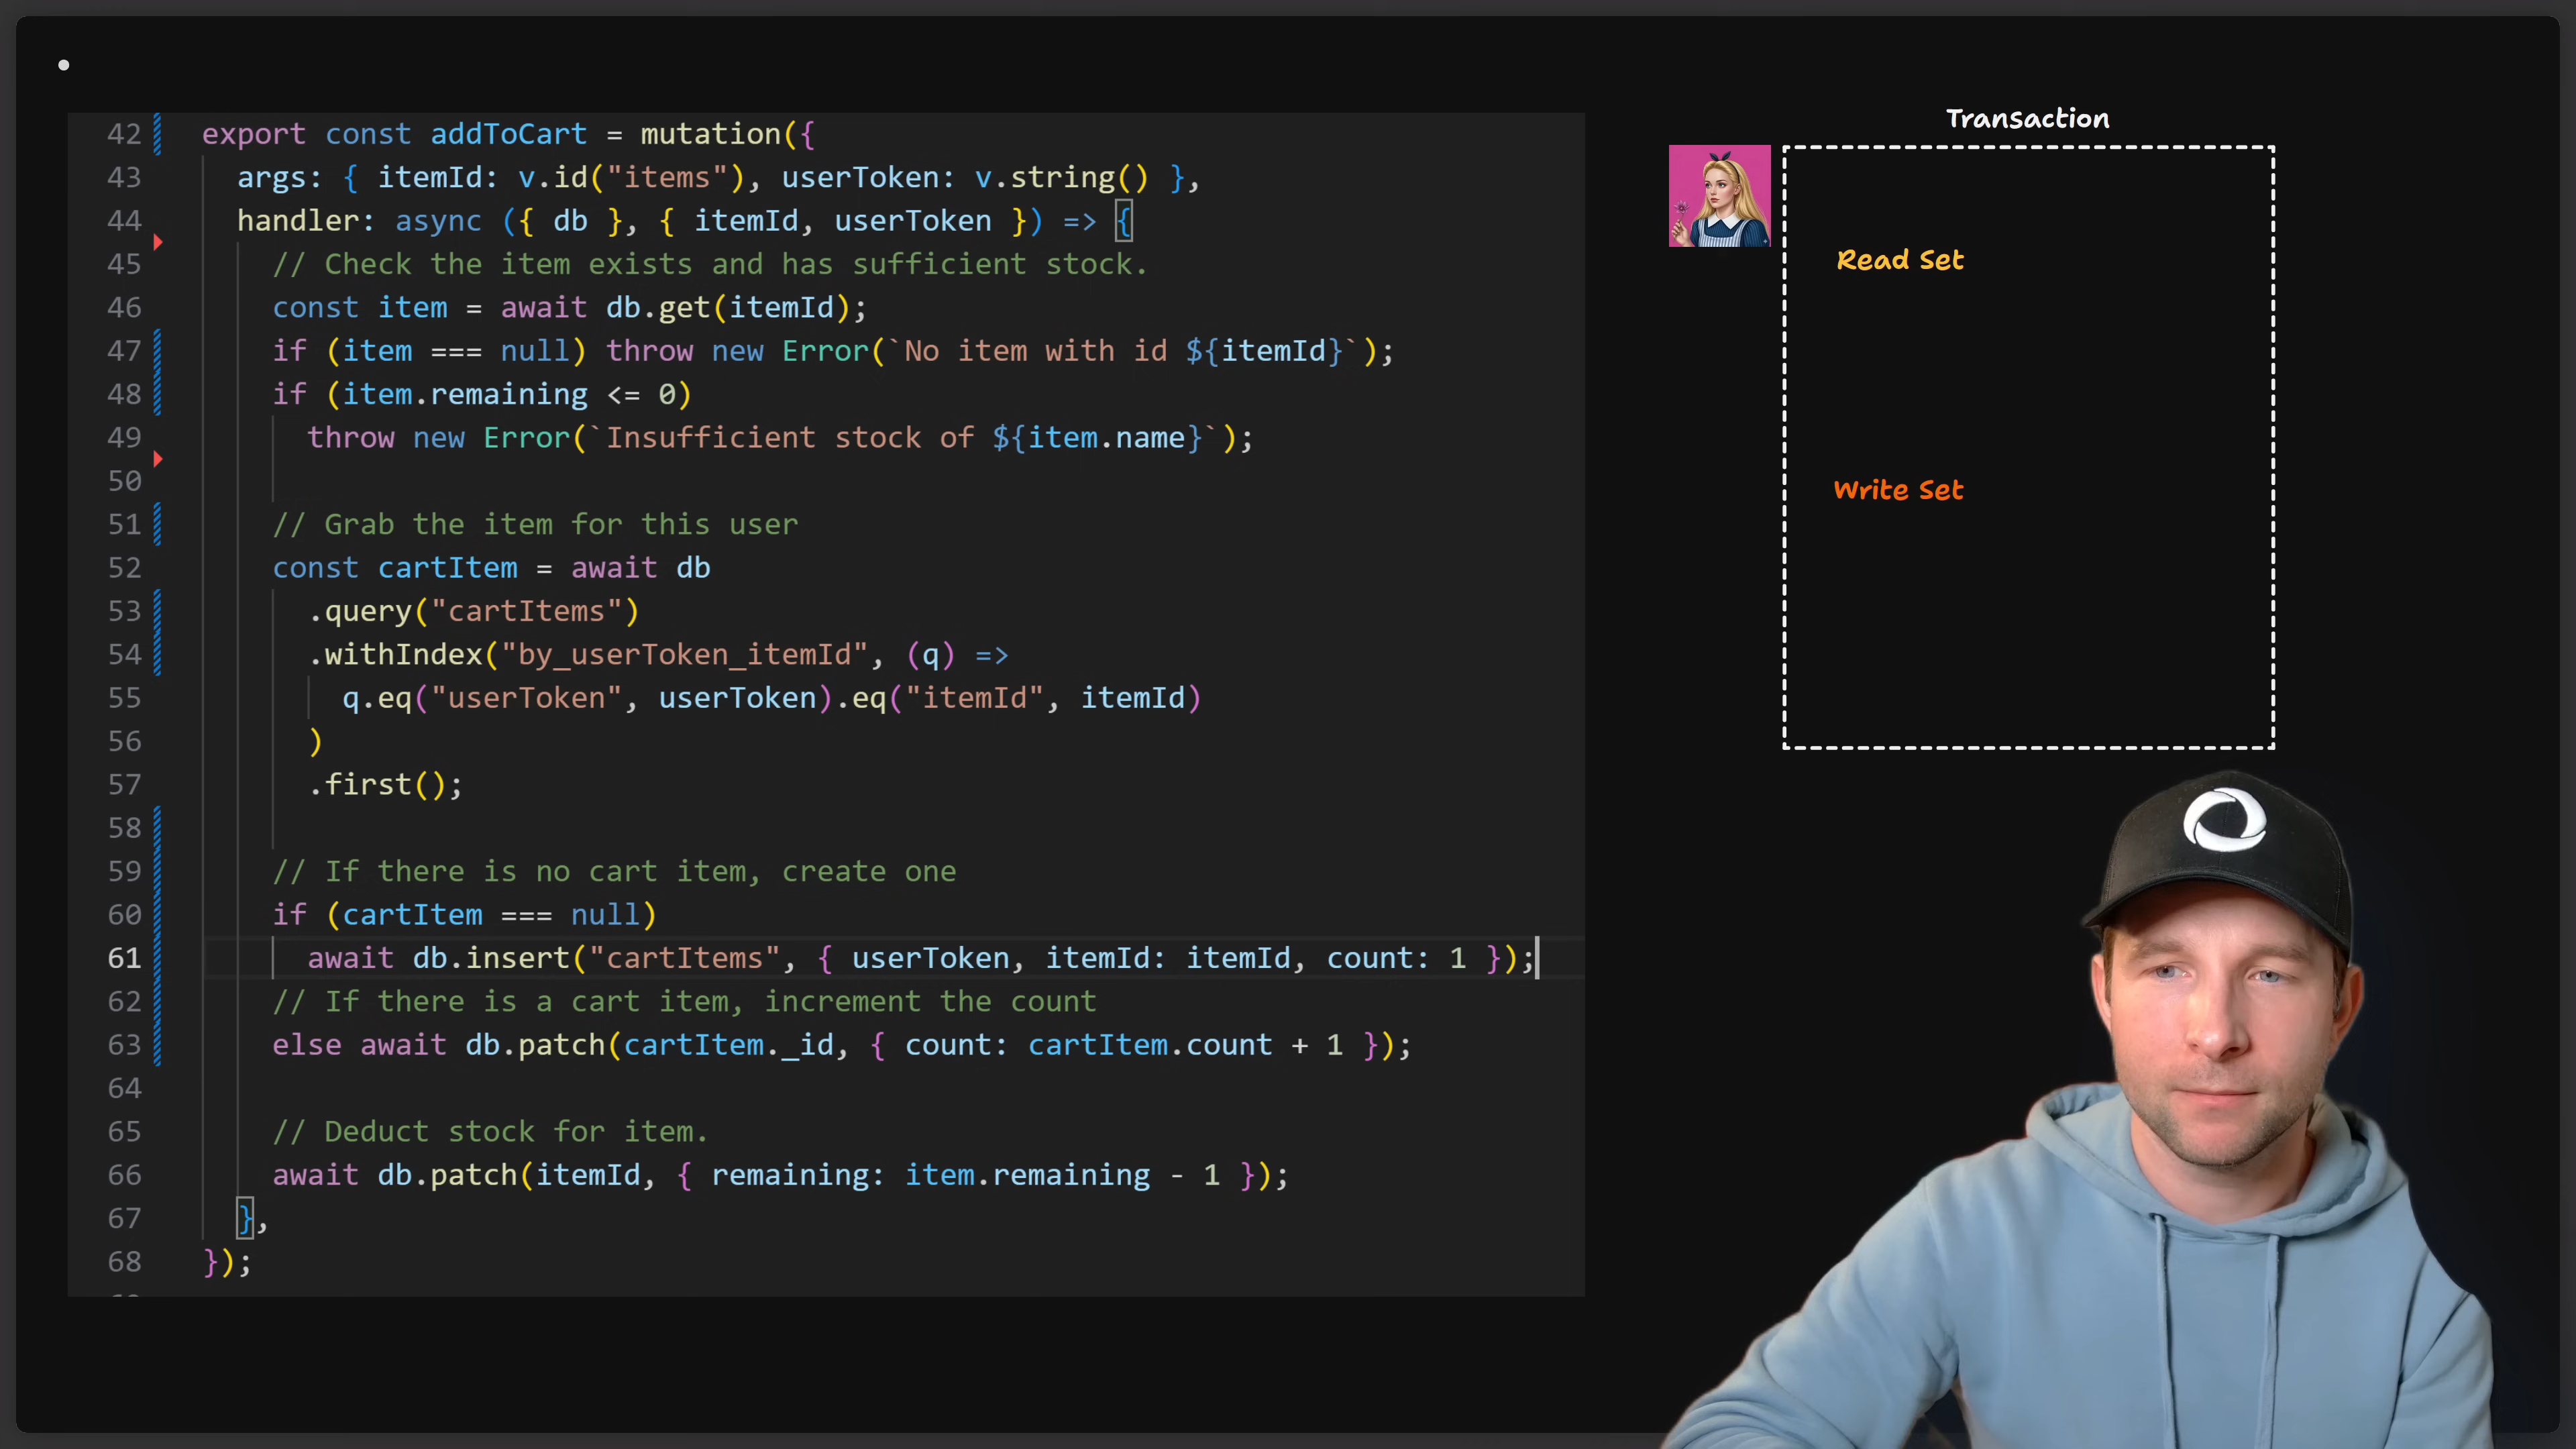 42 export const addToCart = mutation({
43 args: { itemId: v.id("items"), userToken: v.string() },
44 handler: async ({ db }, { itemId, userToken }) => {
45 // Check the item exists and has sufficient stock.
46 const item = await db.get(itemId);
47 if (item === null) throw new Error(`No item with id ${itemId}`);
48 if (item.remaining <= 0)
49 throw new Error(`Insufficient stock of ${item.name}`);
50
51 // Grab the item for this user
52 const cartItem = await db
53 .query("cartItems")
54 .withIndex("by_userToken_itemId", (q) =>
55 q.eq("userToken", userToken).eq("itemId", itemId)
56 )
57 .first();
58
59 // If there is no cart item, create one
60 if (cartItem === null)
61 await db.insert("cartItems", { userToken, itemId: itemId, count: 1 });
62 // If there is a cart item, increment the count
63 else await db.patch(cartItem._id, { count: cartItem.count + 1 });
64
65 // Deduct stock for item.
66 await db.patch(itemId, { remaining: item.remaining - 1 });
67 },
68 });
Transaction
Read Set
Write Set